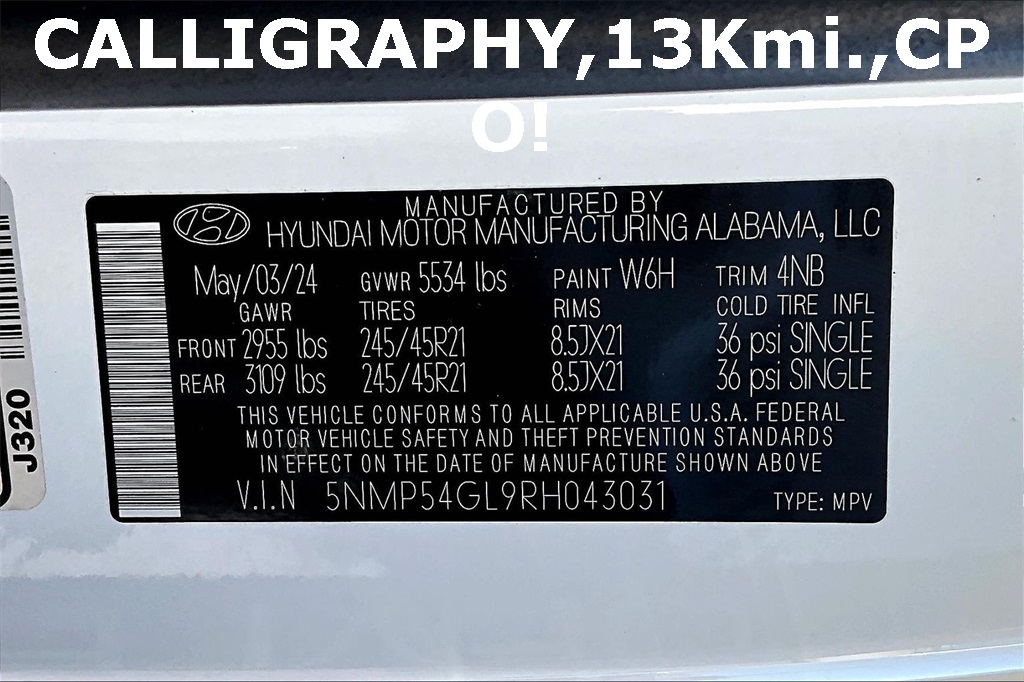 CALLIGRAPHY,13Kmi.,CP
O!
MANUFACTURED BY
HYUNDAI MOTOR MANUFACTURING ALABAMA, LLC
May/03/24 GVWR 5534 lbs PAINT W6H TRIM 4NB
GAWR TIRES RIMS COLD TIRE INFL
FRONT 2955 lbs 245/45R21 8.5JX21 36 psi SINGLE
REAR 3109 lbs 245/45R21 8.5JX21 36 psi SINGLE
THIS VEHICLE CONFORMS TO ALL APPLICABLE U.S.A. FEDERAL
MOTOR VEHICLE SAFETY AND THEFT PREVENTION STANDARDS
IN EFFECT ON THE DATE OF MANUFACTURE SHOWN ABOVE
V.I.N 5NMP54GL9RH043031 TYPE: MPV
J320